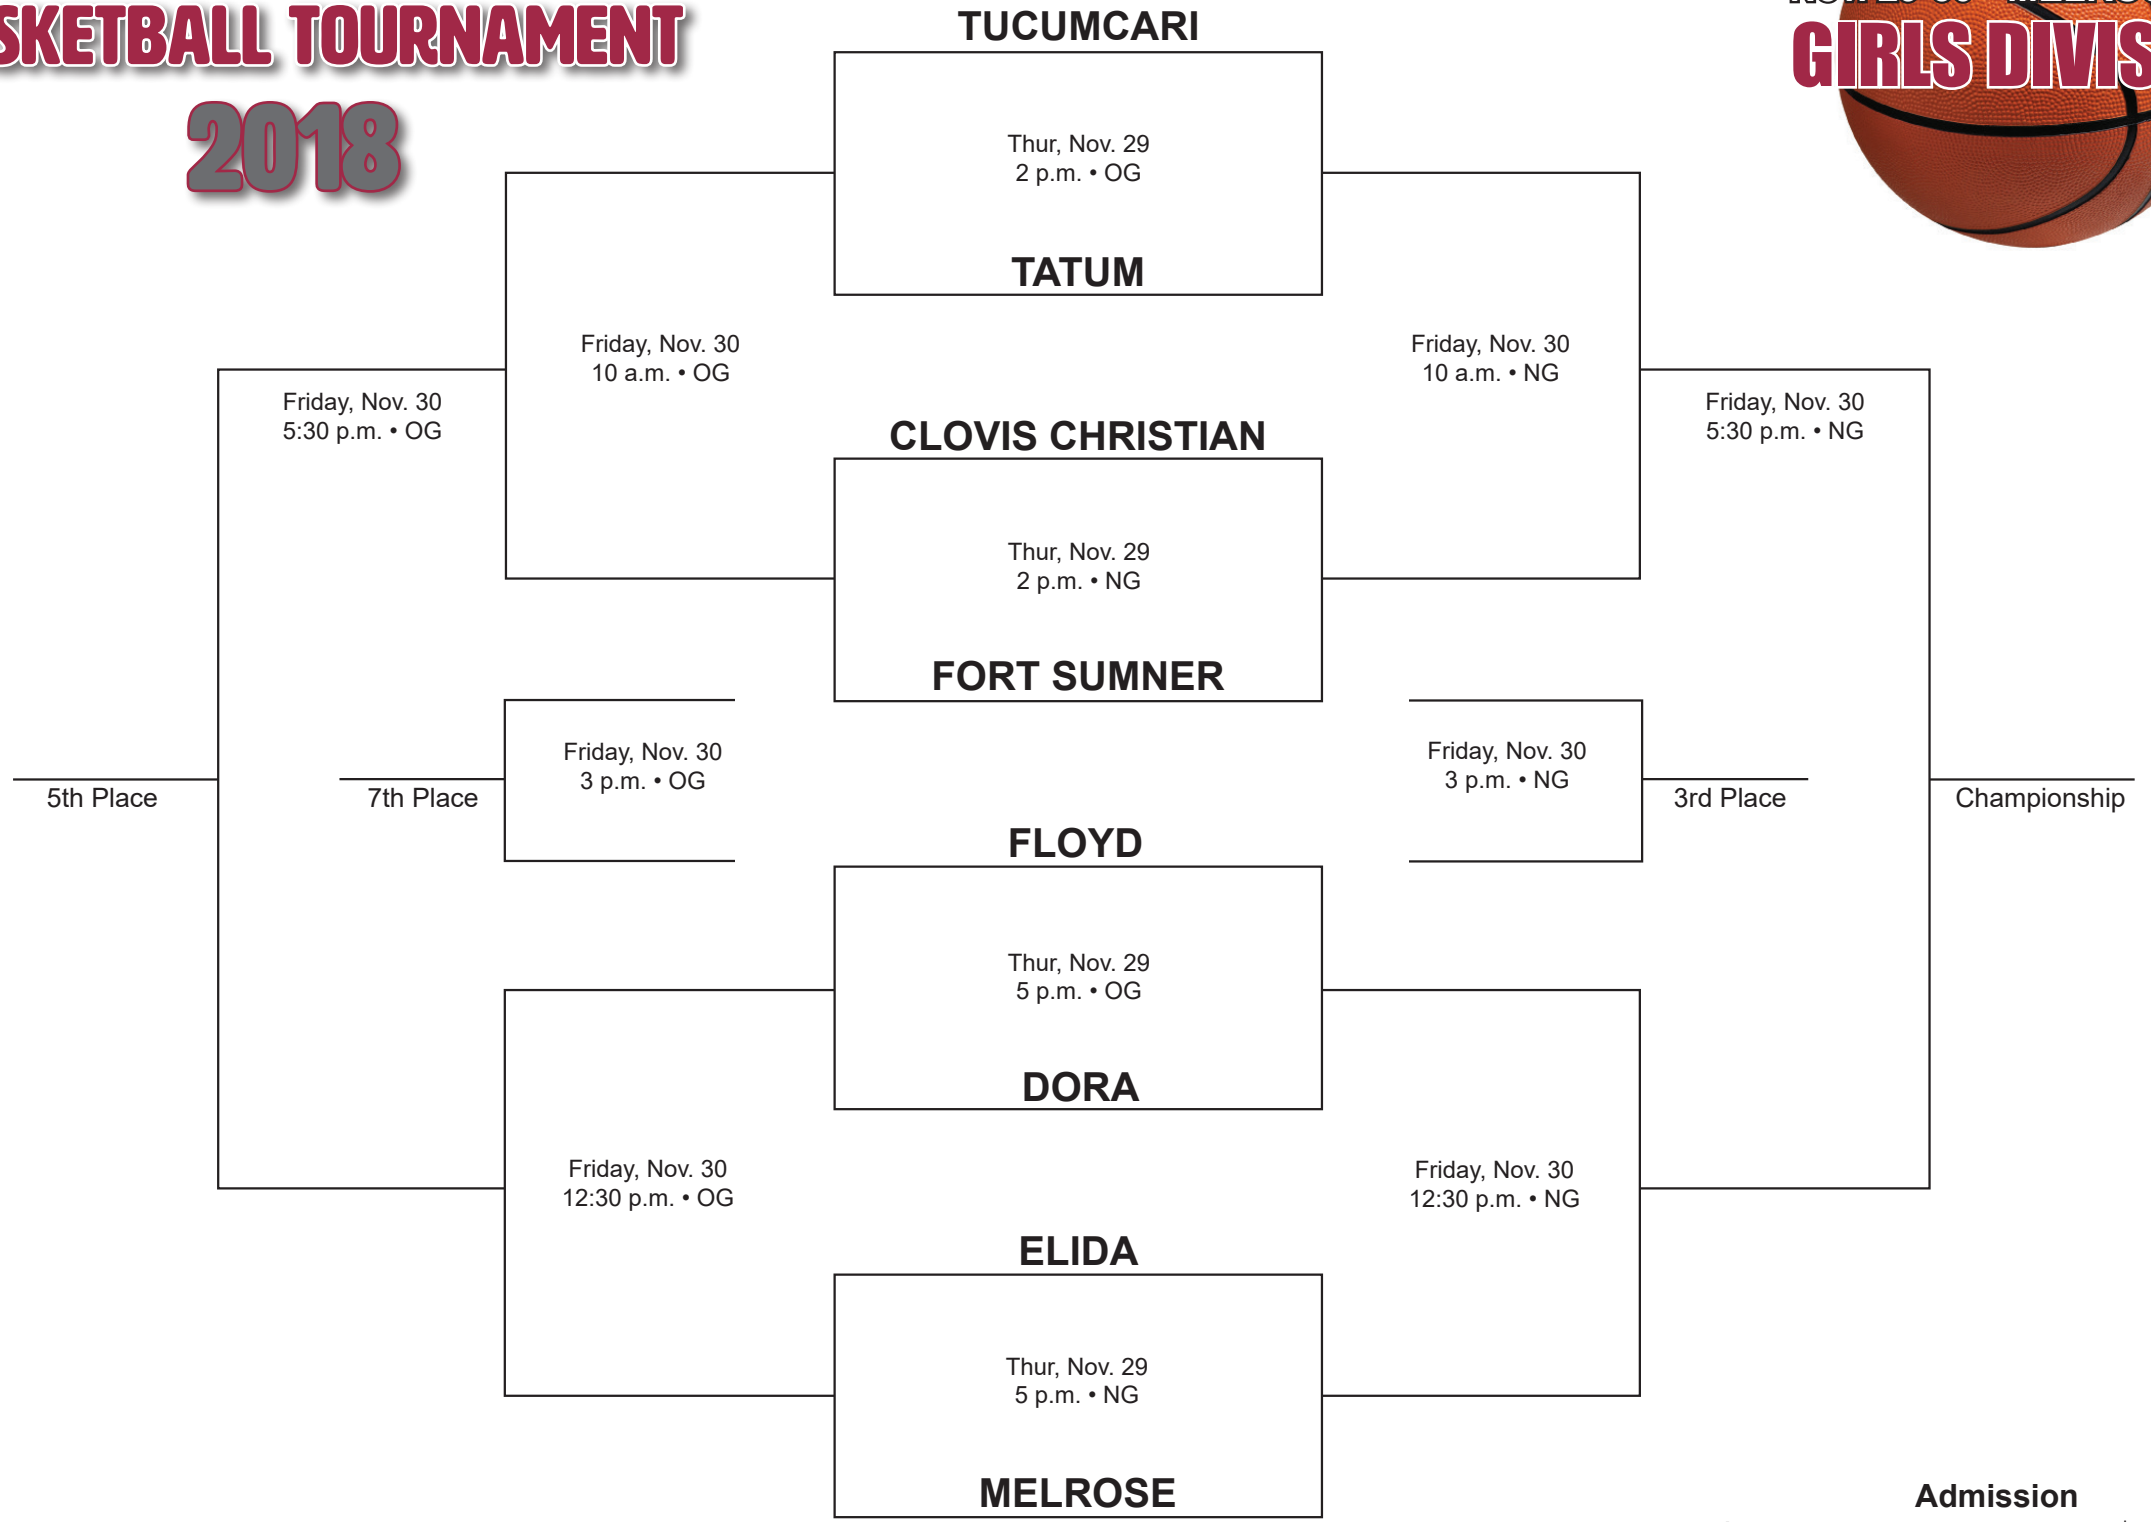 TUCUMCARI
TOURNAMENT
GIRLS
2018
Thur, Nov. 29
2 p.m. • OG
TATUM
Friday, Nov. 30
10 a.m. • OG
Friday, Nov. 30
10 a.m. • NG
Friday, Nov. 30
5:30 p.m. • OG
Friday, Nov. 30
5:30 p.m. • NG
CLOVIS CHRISTIAN
Thur, Nov. 29
2 p.m. • NG
FORT SUMNER
Friday, Nov. 30
3 p.m. • OG
Friday, Nov. 30
3 p.m. • NG
5th Place
7th Place
3rd Place
Championship
FLOYD
Thur, Nov. 29
5 p.m. • OG
DORA
Friday, Nov. 30
12:30 p.m. • OG
Friday, Nov. 30
12:30 p.m. • NG
ELIDA
Thur, Nov. 29
5 p.m. • NG
MELROSE
Admission